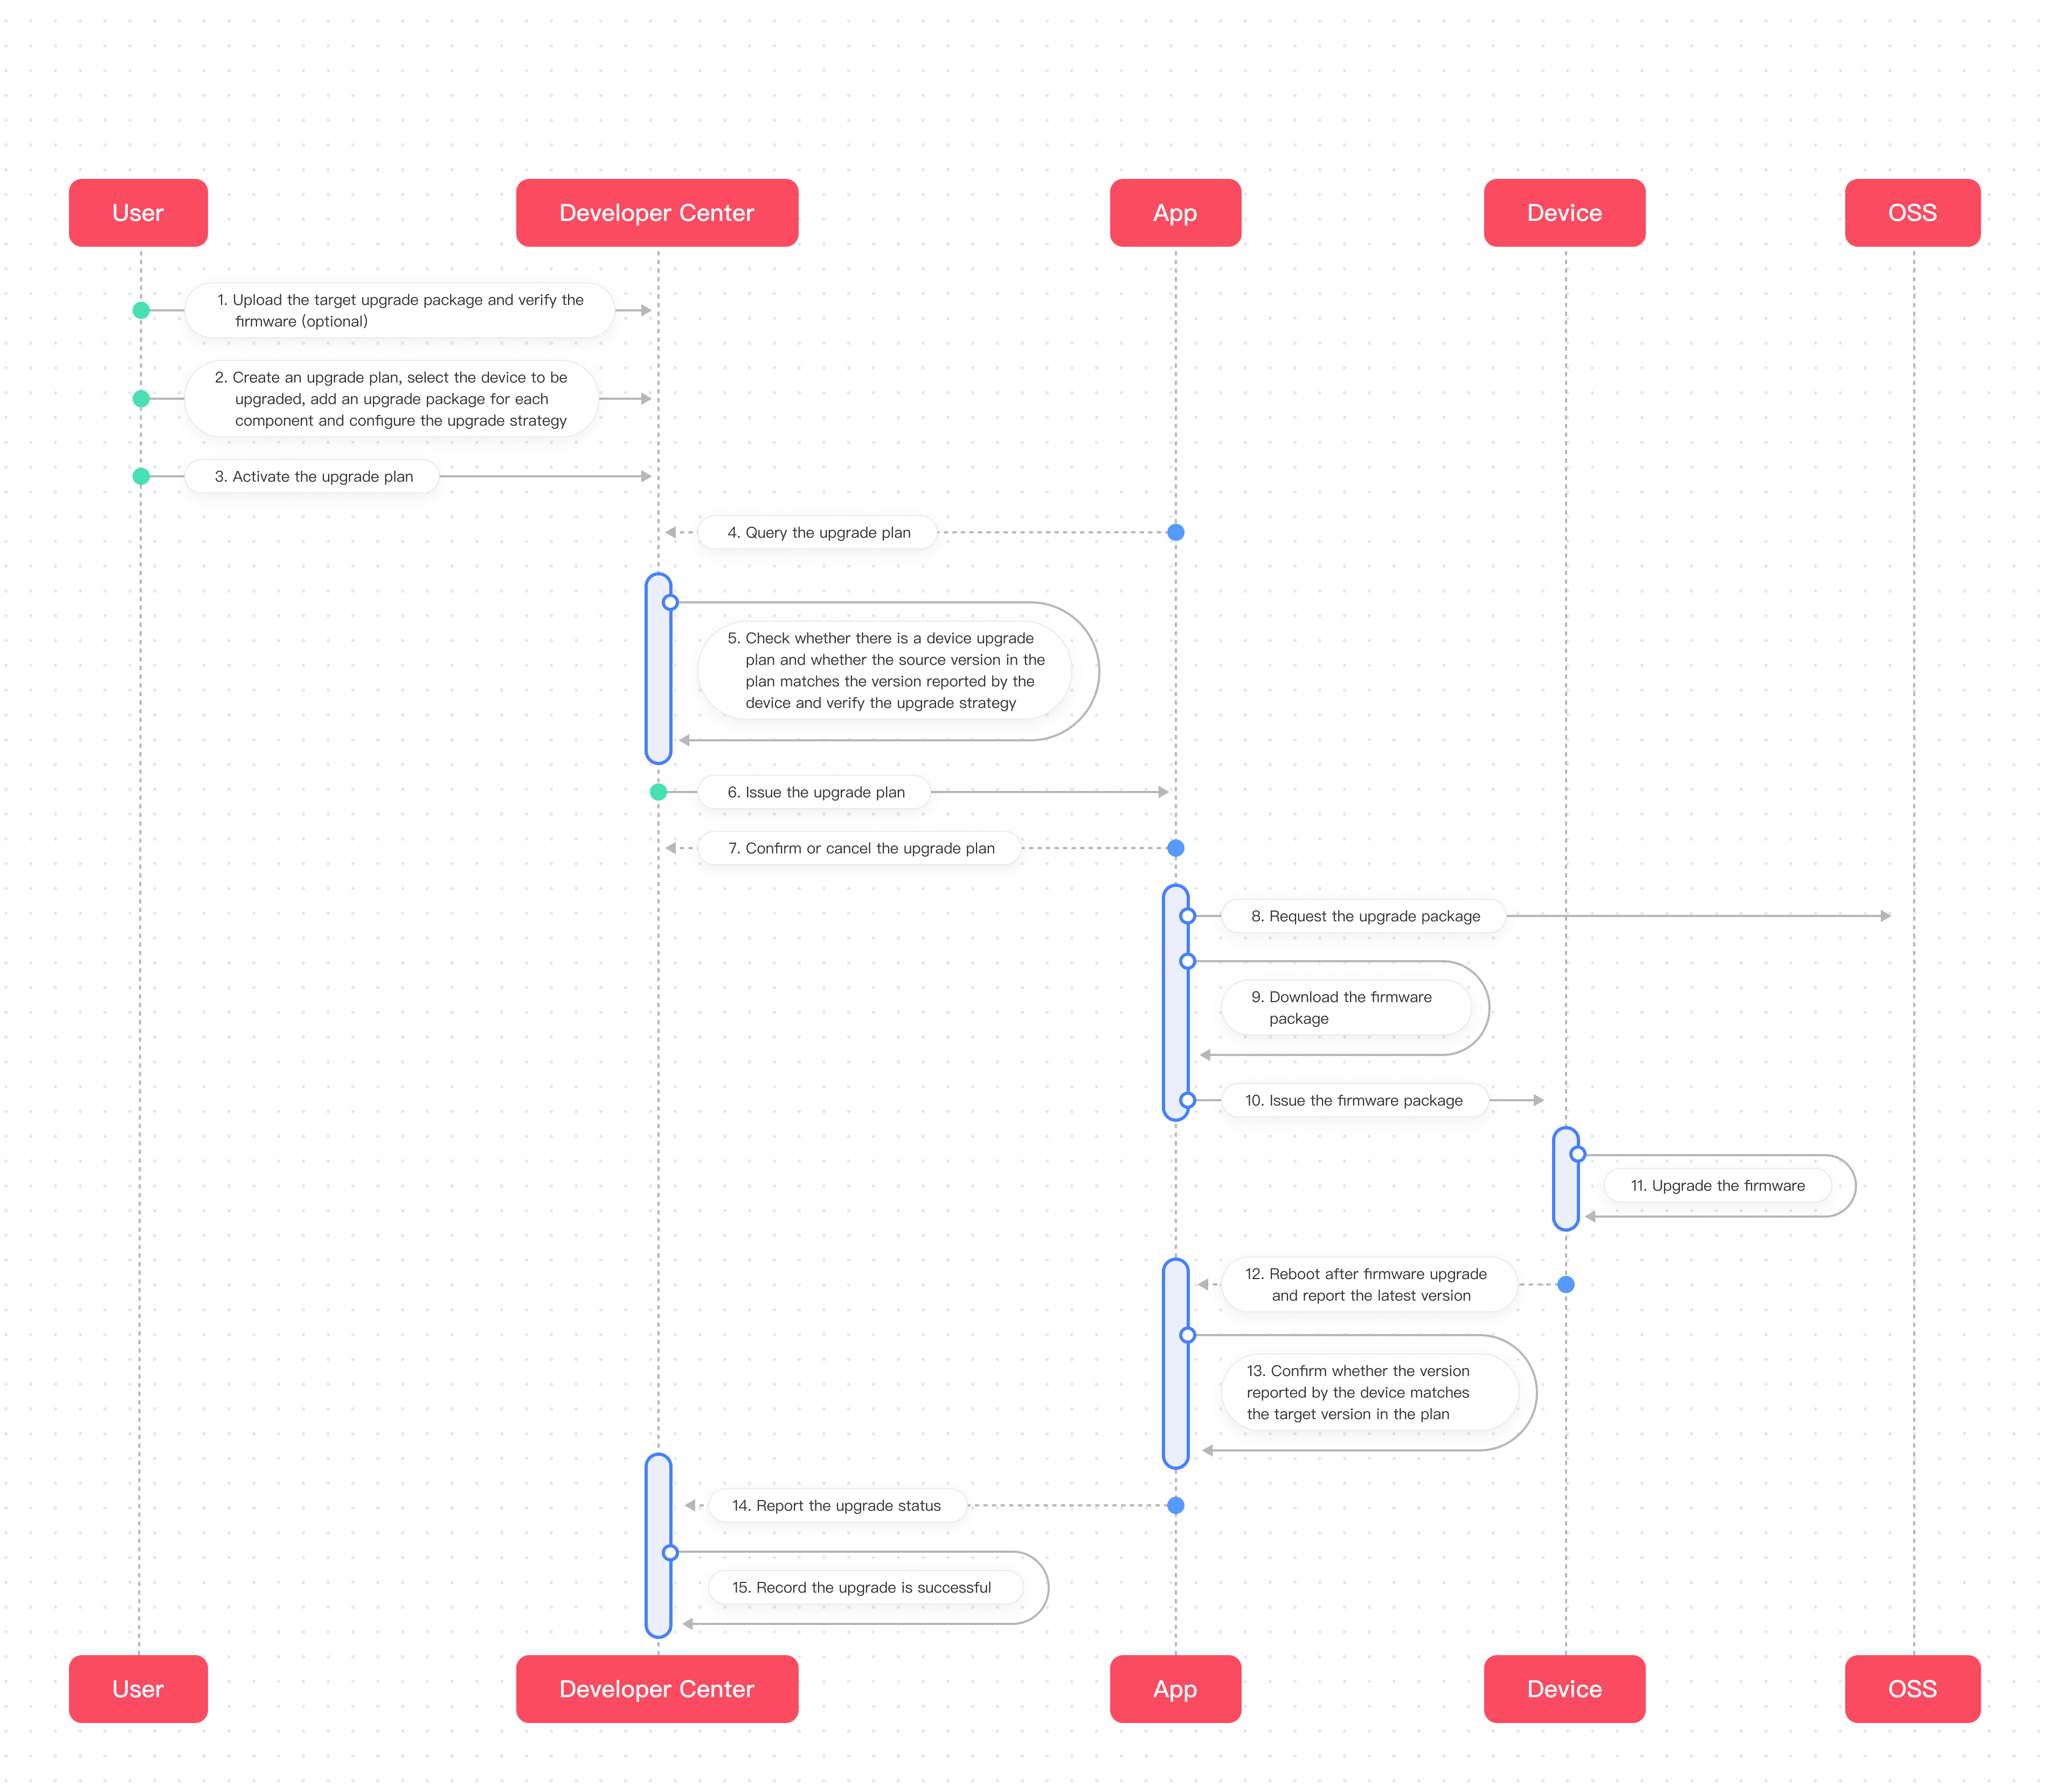 User
Developer Center
App
Device
OSS
1. Upload the target upgrade package and verify the
firmware (optional)
2. Create an upgrade plan, select the device to be
upgraded, add an upgrade package for each
component and configure the upgrade strategy
3. Activate the upgrade plan
4. Query the upgrade plan
5. Check whether there is a device upgrade
plan and whether the source version in the
plan matches the version reported by the
device and verify the upgrade strategy
6. Issue the upgrade plan
7. Confirm or cancel the upgrade plan
8. Request the upgrade package
9. Download the firmware
package
10. Issue the firmware package
11. Upgrade the firmware
12. Reboot after firmware upgrade
and report the latest version
13. Confirm whether the version
reported by the device matches
the target version in the plan
14. Report the upgrade status
15. Record the upgrade is successful
User
Developer Center
App
Device
OSS